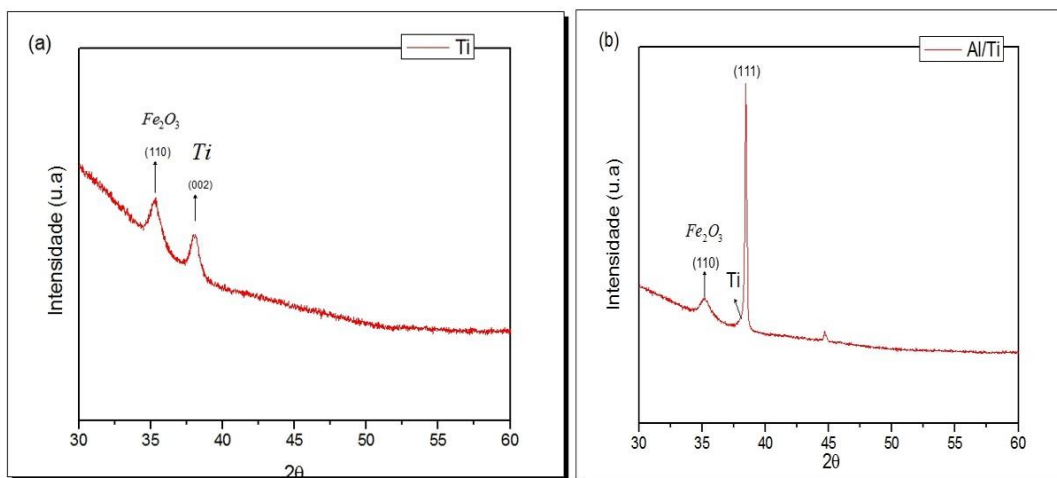 (a)
Ti
Fe₂O₃
(110)
Ti
(002)
Intensidade (u.a)
30 35 40 45 50 55 60
2θ
(b)
Al/Ti
(111)
Fe₂O₃
(110)
Ti
Intensidade (u.a)
30 35 40 45 50 55 60
2θ